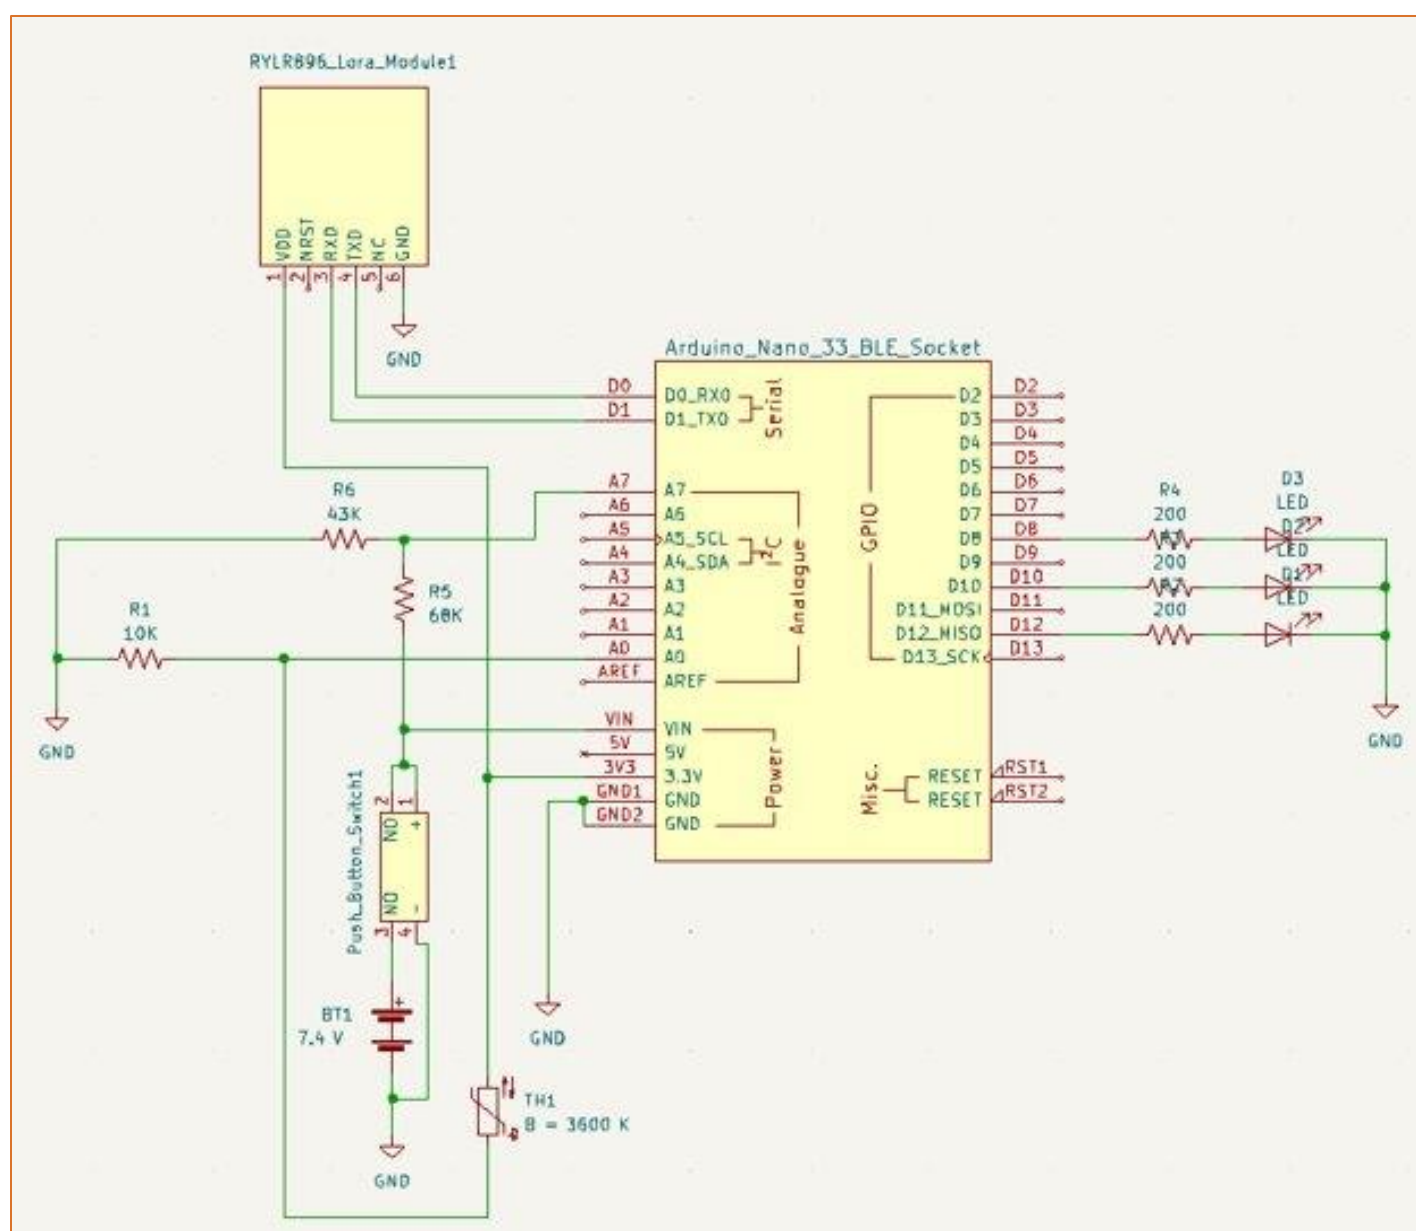 RYLR896_Lora_Module1
VDD
NRST
RXD
TXD
NC
GND
1
2
3
4
5
6
GND
Arduino_Nano_33_BLE_Socket
D0
D1
D0_RX0
D1_TX0
Serial
A7
A6
A5
A4
A3
A2
A1
A0
AREF
A7
A6
A5_SCL
A4_SDA
I²C
A3
A2
A1
A0
AREF
Analogue
VIN
5V
3V3
GND1
GND2
VIN
5V
3.3V
GND
GND
Power
GPIO
D2
D3
D4
D5
D6
D7
D8
D9
D10
D11_MOSI
D12_MISO
D13_SCK
D2
D3
D4
D5
D6
D7
D8
D9
D10
D11
D12
D13
Misc.
RESET
RESET
RST1
RST2
R4
200
R3
200
R2
200
D3
LED
D2
LED
D1
LED
GND
R6
43K
R5
68K
R1
10K
GND
Push_Button_Switch1
2
1
NO
+
NO
-
3
4
+
BT1
7.4 V
GND
GND
TH1
B = 3600 K